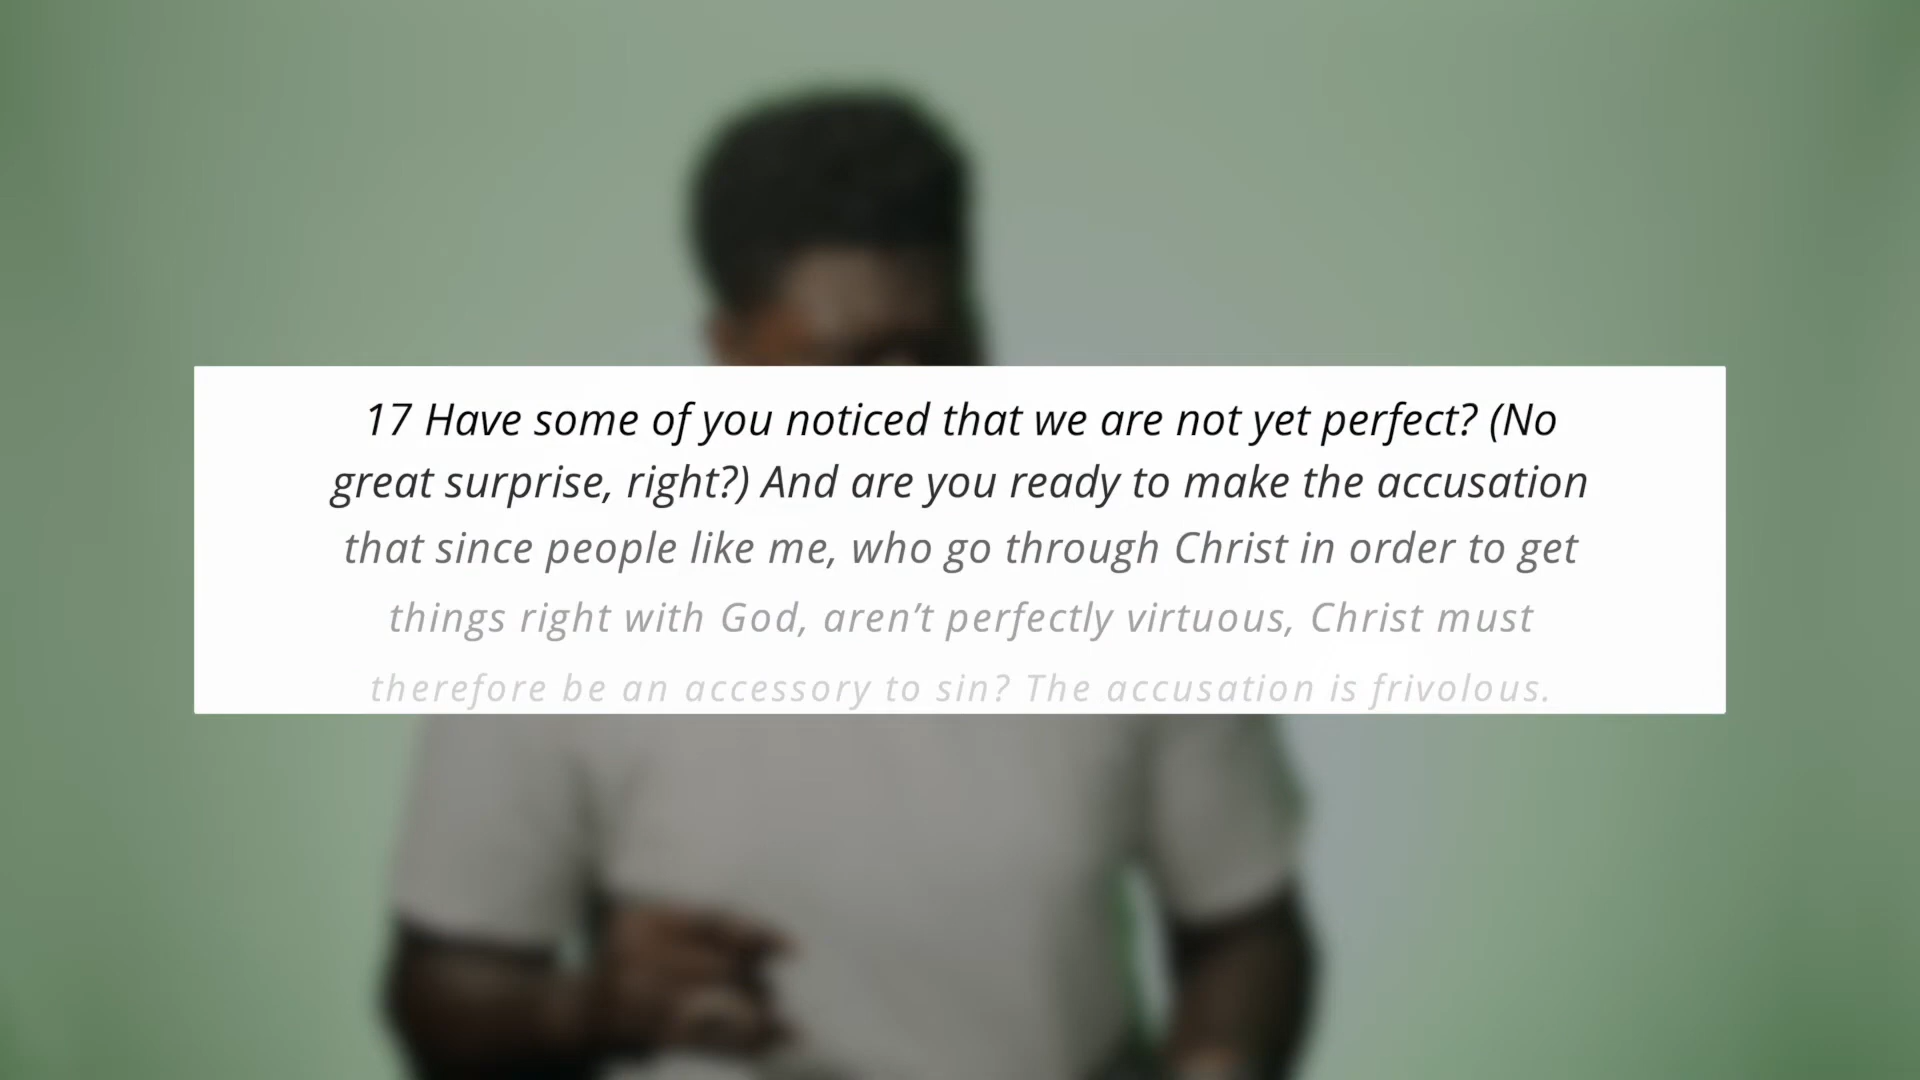 17 Have some of you noticed that we are not yet perfect? (No
great surprise, right?) And are you ready to make the accusation
that since people like me, who go through Christ in order to get
things right with God, aren’t perfectly virtuous, Christ must
therefore be an accessory to sin? The accusation is frivolous.